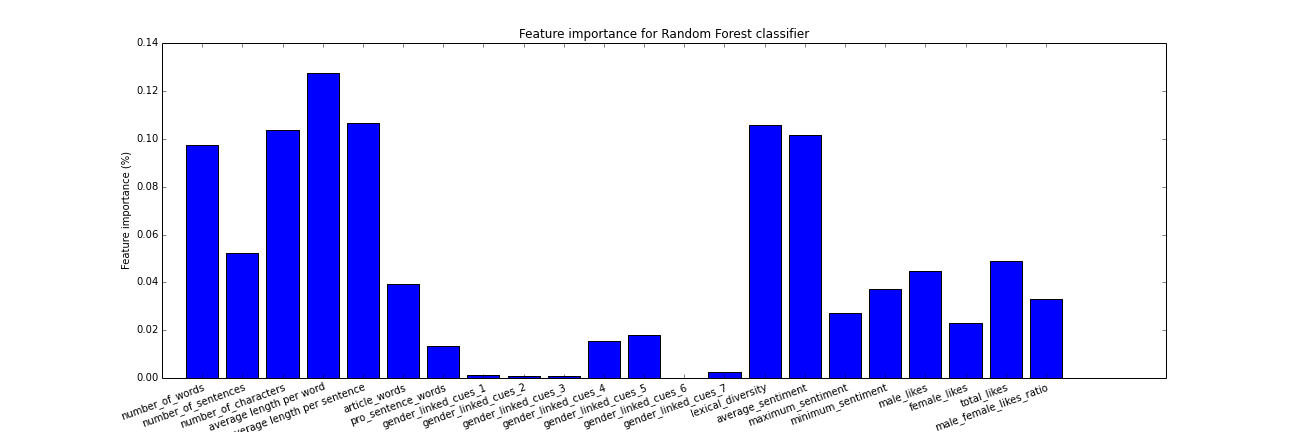 Feature importance for Random Forest classifier
0.14
0.12
0.10
0.08
0.06
0.04
0.02
0.00
Feature importance (%)
number_of_words
number_of_sentences
number_of_characters
average length per word
verage length per sentence
article_words
pro_sentence_words
gender_linked_cues_1
gender_linked_cues_2
gender_linked_cues_3
gender_linked_cues_4
gender_linked_cues_5
gender_linked_cues_6
gender_linked_cues_7
lexical_diversity
average_sentiment
maximum_sentiment
minimum_sentiment
male_likes
female_likes
total_likes
male_female_likes_ratio